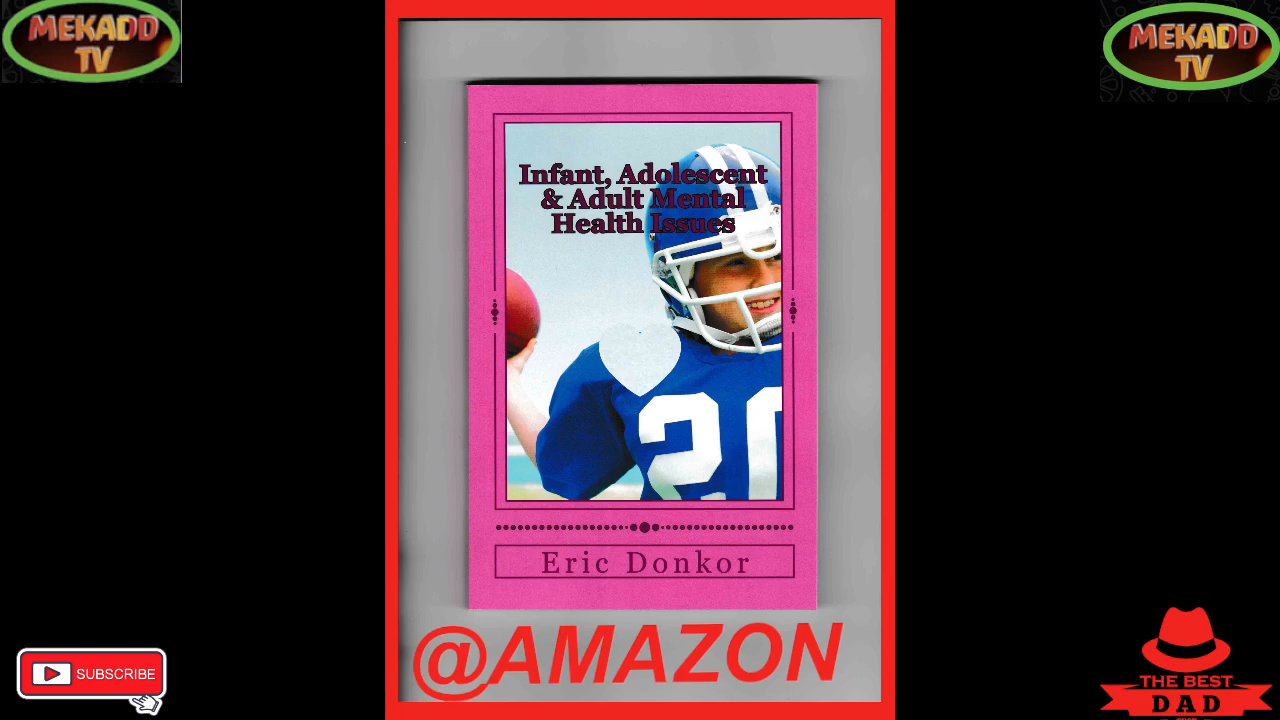 MEKADD
TV
MEKADD
TV
Infant, Adolescent
& Adult Mental
Health Issues
20
Eric Donkor
@AMAZON
SUBSCRIBE
THE BEST
DAD